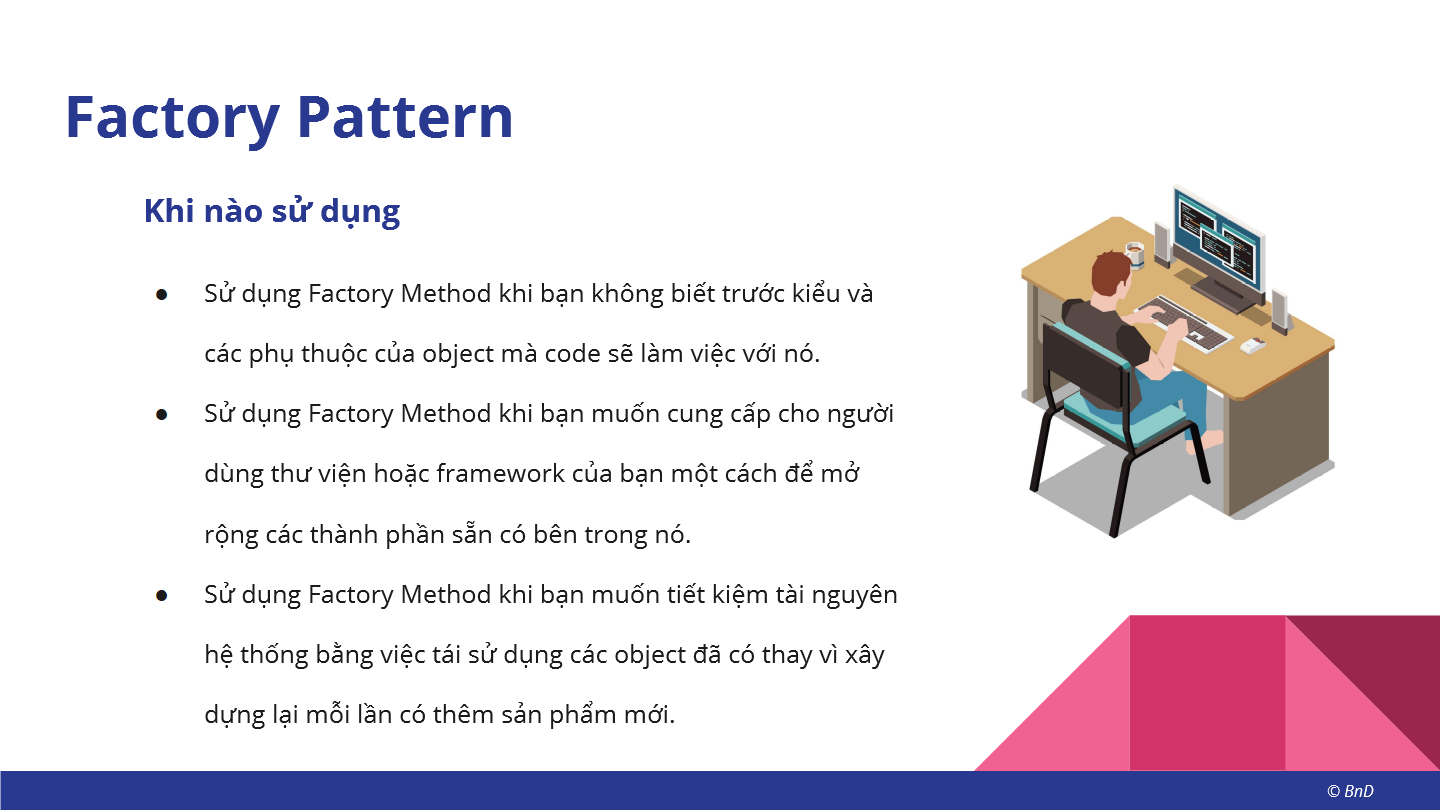 Factory Pattern
Khi nào sử dụng
● Sử dụng Factory Method khi bạn không biết trước kiểu và
các phụ thuộc của object mà code sẽ làm việc với nó.
● Sử dụng Factory Method khi bạn muốn cung cấp cho người
dùng thư viện hoặc framework của bạn một cách để mở
rộng các thành phần sẵn có bên trong nó.
● Sử dụng Factory Method khi bạn muốn tiết kiệm tài nguyên
hệ thống bằng việc tái sử dụng các object đã có thay vì xây
dựng lại mỗi lần có thêm sản phẩm mới.
© BnD